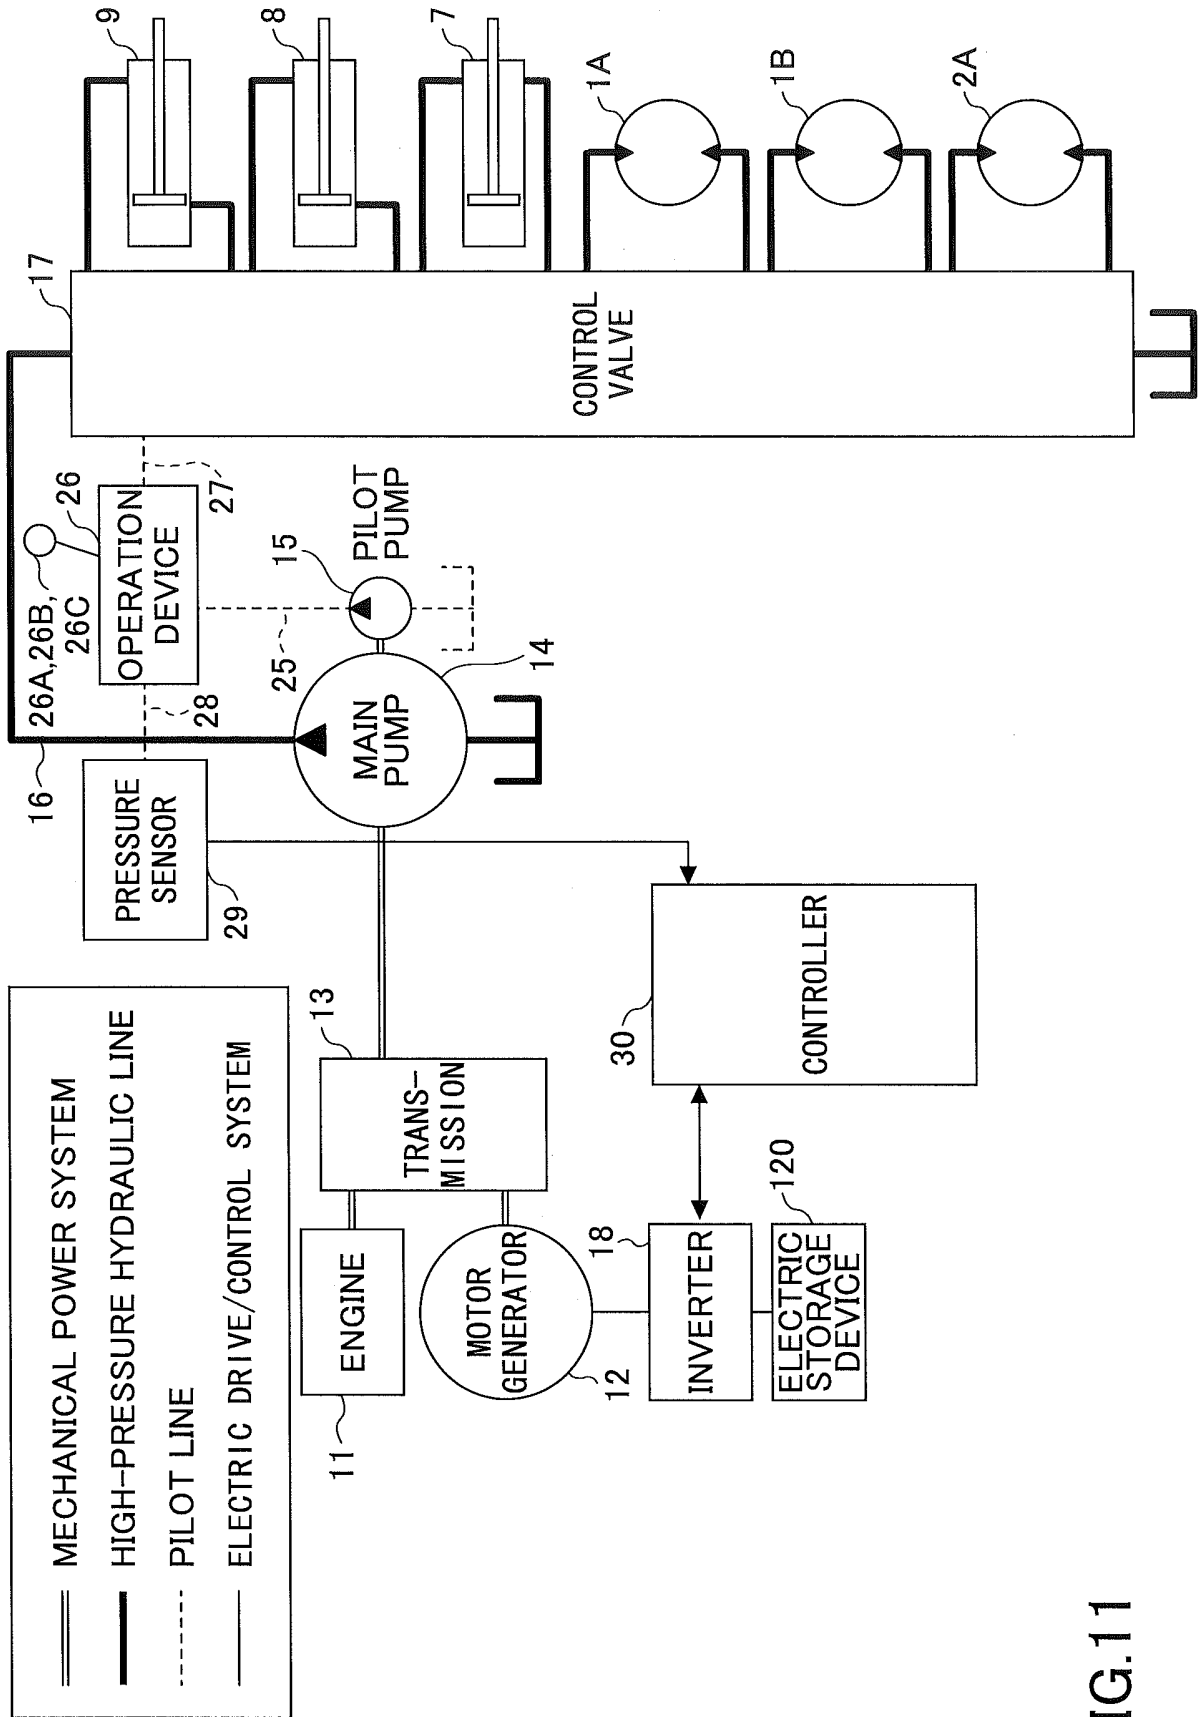 MECHANICAL POWER SYSTEM
HIGH-PRESSURE HYDRAULIC LINE
PILOT LINE
ELECTRIC DRIVE/CONTROL SYSTEM
16
26A,26B,
26C
26
17
9
8
7
1A
1B
2A
PRESSURE
SENSOR
29
28
OPERATION
DEVICE
27
25
15
PILOT
PUMP
MAIN
PUMP
14
CONTROL
VALVE
11
ENGINE
13
TRANS-
MISSION
MOTOR
GENERATOR
12
18
INVERTER
120
ELECTRIC
STORAGE
DEVICE
30
CONTROLLER
IG.11